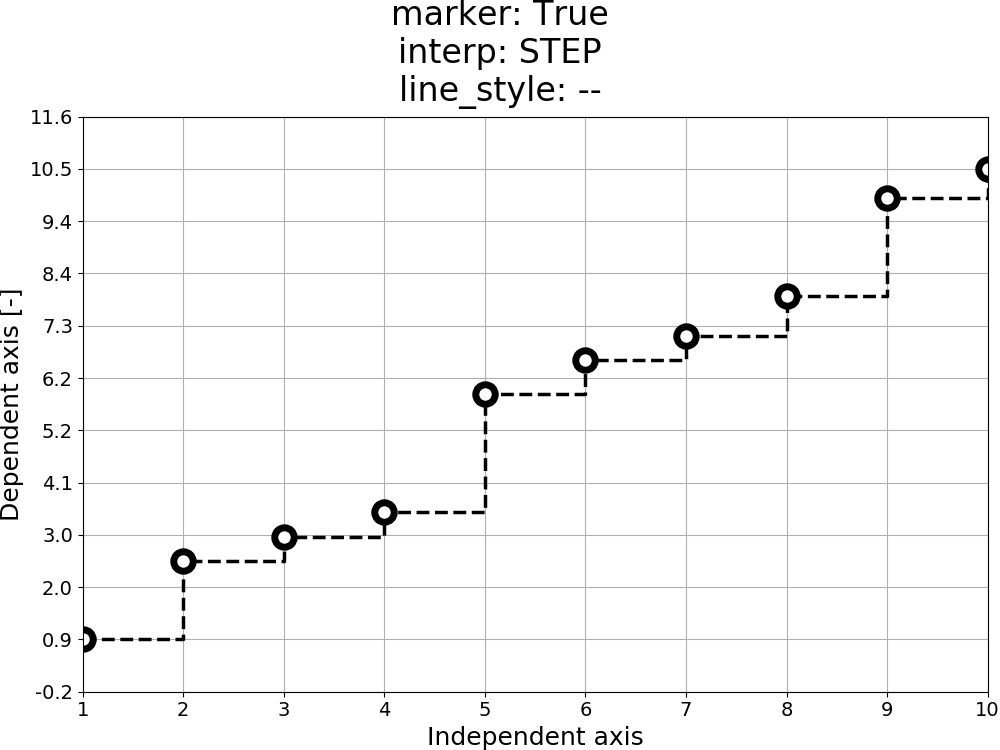 marker: True
interp: STEP
line_style: --
11.6
10.5
9.4
8.4
7.3
6.2
5.2
4.1
3.0
2.0
0.9
-0.2
Dependent axis [-]
1 2 3 4 5 6 7 8 9 10
Independent axis